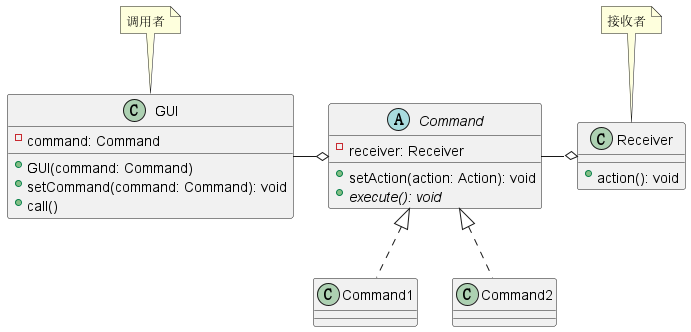 调用者
接收者
C GUI
command: Command
GUI(command: Command)
setCommand(command: Command): void
call()
A Command
receiver: Receiver
setAction(action: Action): void
execute(): void
C Receiver
action(): void
C Command1
C Command2